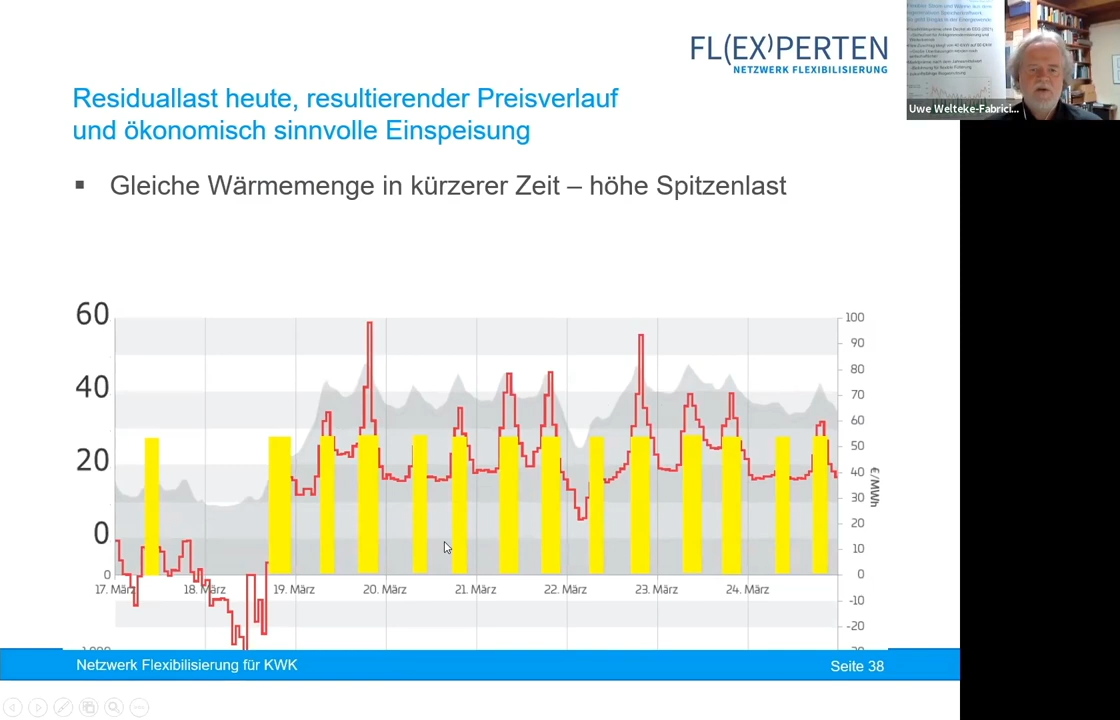 FL(EX)PERTEN
NETZWERK FLEXIBILISIERUNG
Uwe Welteke-Fabrici...
Residuallast heute, resultierender Preisverlauf
und ökonomisch sinnvolle Einspeisung
▪ Gleiche Wärmemenge in kürzerer Zeit – höhe Spitzenlast
60
40
20
0
0
100
90
80
70
60
50
40
30
20
10
0
-10
-20
€/MWh
17. März 18. März 19. März 20. März 21. März 22. März 23. März 24. März
Netzwerk Flexibilisierung für KWK
Seite 38